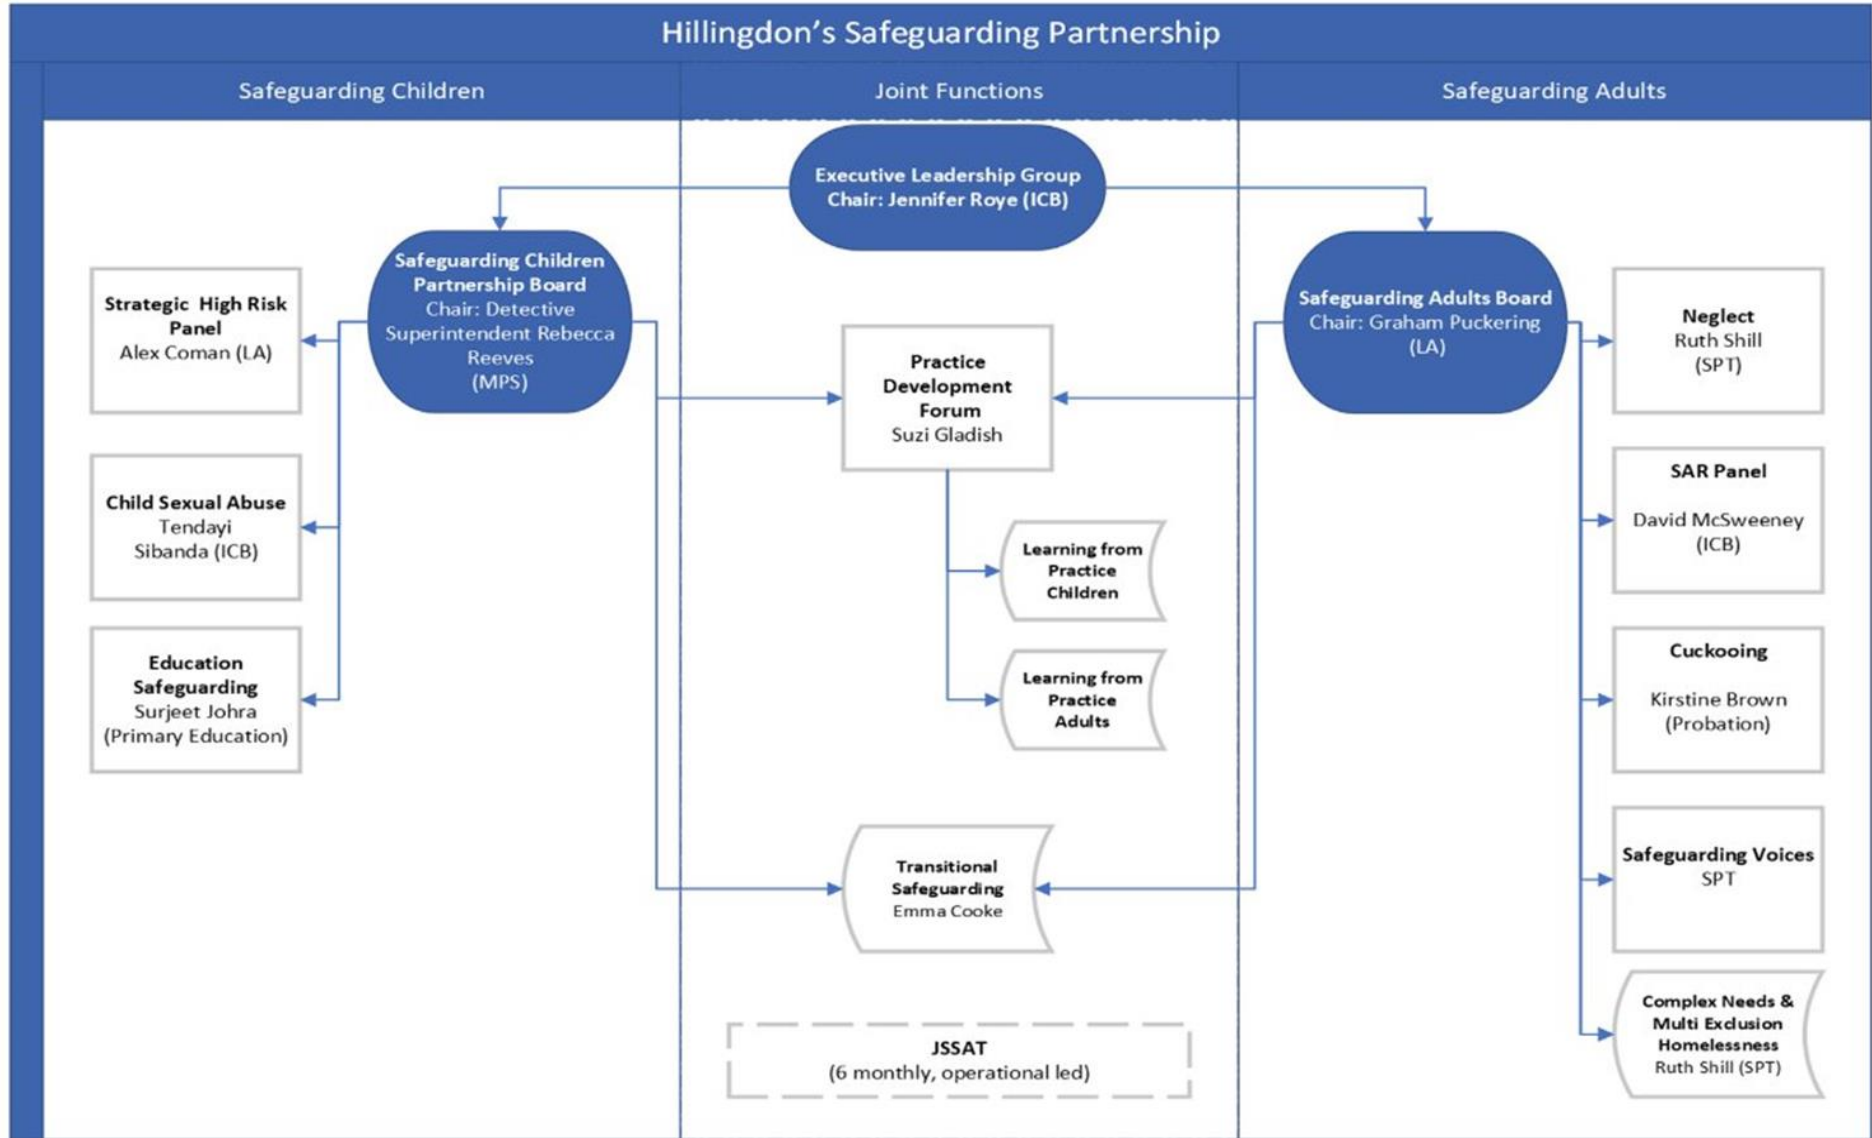 Hillingdon's Safeguarding Partnership
Safeguarding Children
Joint Functions
Safeguarding Adults
Executive Leadership Group
Chair: Jennifer Roye (ICB)
Safeguarding Children
Partnership Board
Chair: Detective
Superintendent Rebecca
Reeves
(MPS)
Safeguarding Adults Board
Chair: Graham Puckering
(LA)
Strategic High Risk
Panel
Alex Coman (LA)
Child Sexual Abuse
Tendayi
Sibanda (ICB)
Education
Safeguarding
Surjeet Johra
(Primary Education)
Practice
Development
Forum
Suzi Gladish
Learning from
Practice
Children
Learning from
Practice
Adults
Transitional
Safeguarding
Emma Cooke
JSSAT
(6 monthly, operational led)
Neglect
Ruth Shill
(SPT)
SAR Panel
David McSweeney
(ICB)
Cuckooing
Kirstine Brown
(Probation)
Safeguarding Voices
SPT
Complex Needs &
Multi Exclusion
Homelessness
Ruth Shill (SPT)